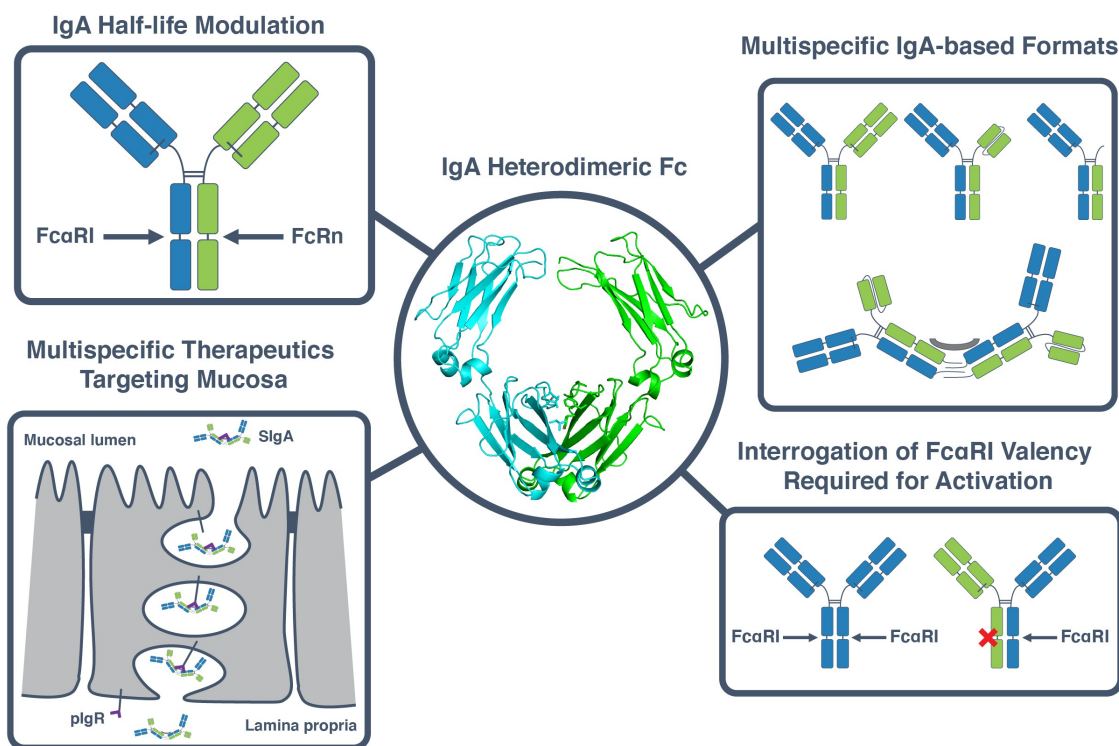 IgA Half-life Modulation
FcαRI
FcRn
IgA Heterodimeric Fc
Multispecific IgA-based Formats
Multispecific Therapeutics
Targeting Mucosa
Mucosal lumen
SIgA
pIgR
Lamina propria
Interrogation of FcαRI Valency
Required for Activation
FcαRI
FcαRI
FcαRI